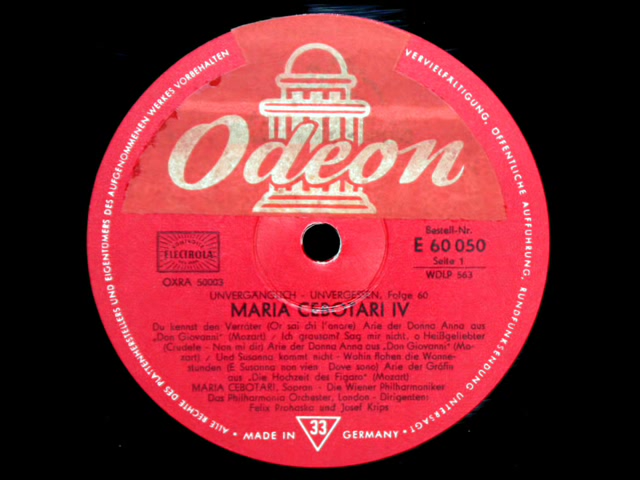 ALLE RECHTE DES PLATTENHERSTELLERS UND EIGENTÜMERS DES AUFGENOMMENEN WERKES VORBEHALTEN
VERVIELFÄLTIGUNG, ÖFFENTLICHE AUFFÜHRUNG, RUNDFUNKSENDUNG UNTERSAGT
Odeon
ELECTROLA
OXRA 50003
Bestell-Nr.
E 60 050
Seite 1
WDLP 563
UNVERGÄNGLICH - UNVERGESSEN, Folge 60
MARIA CEBOTARI IV
Du kennst den Verräter (Or sai chi l'onore) Arie der Donna Anna aus
„Don Giovanni" (Mozart) / Ich grausam? Sag mir nicht, o Heißgeliebter
(Crudele - Non mi dir) Arie der Donna Anna aus „Don Giovanni" (Mo-
zart) / Und Susanna kommt nicht - Wohin flohen die Wonne-
stunden (E Susanna non vien - Dove sono) Arie der Gräfin
aus „Die Hochzeit des Figaro" (Mozart)
MARIA CEBOTARI, Sopran - Die Wiener Philharmoniker
Das Philharmonia Orchester, London - Dirigenten:
Felix Prohaska und Josef Krips
MADE IN 33 GERMANY